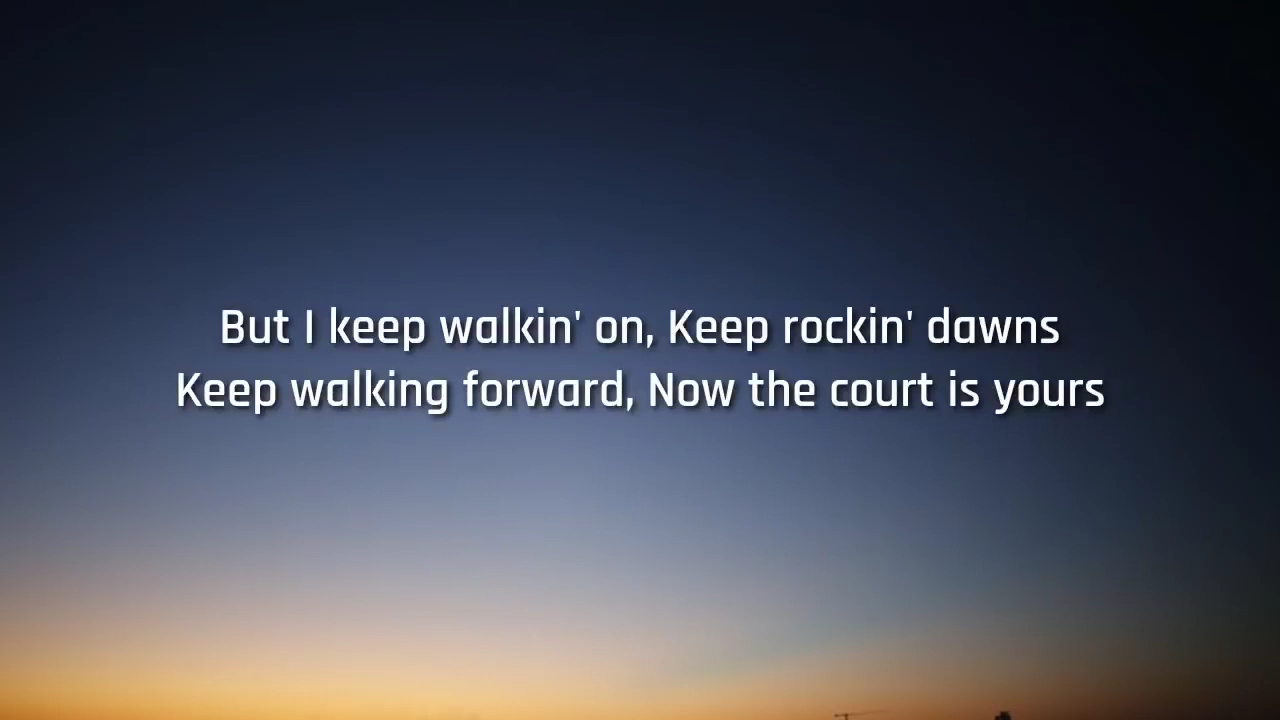 But I keep walkin' on, Keep rockin' dawns
Keep walking forward, Now the court is yours